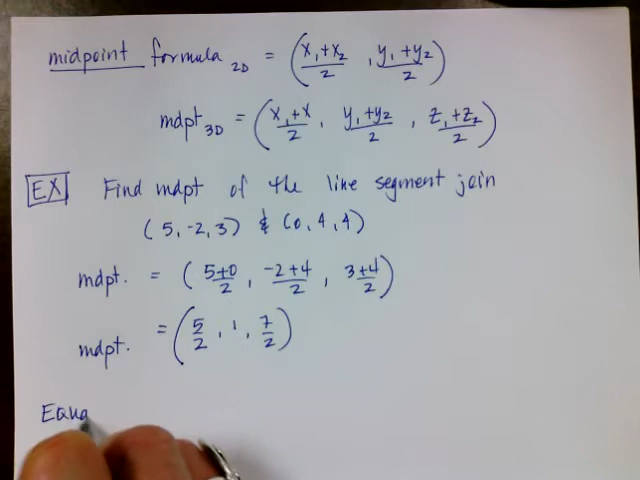 midpoint formula 2D = (x₁+x₂/2, y₁+y₂/2)
mdpt 3D = (x₁+x/2, y₁+y₂/2, z₁+z₂/2)
EX Find mdpt of the line segment join
(5, -2, 3) & (0, 4, 4)
mdpt. = (5+0/2, -2+4/2, 3+4/2)
mdpt. = (5/2, 1, 7/2)
Equa